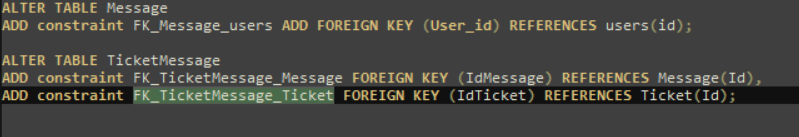 ALTER TABLE Message
ADD constraint FK_Message_users ADD FOREIGN KEY (User_id) REFERENCES users(id);
ALTER TABLE TicketMessage
ADD constraint FK_TicketMessage_Message FOREIGN KEY (IdMessage) REFERENCES Message(Id),
ADD constraint FK_TicketMessage_Ticket FOREIGN KEY (IdTicket) REFERENCES Ticket(Id);